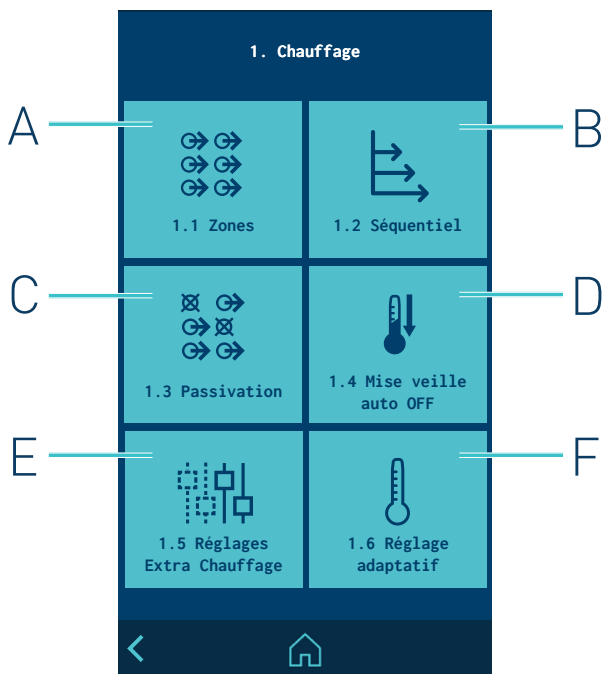 1. Chauffage
A
B
1.1 Zones
1.2 Séquentiel
C
D
1.3 Passivation
1.4 Mise veille
auto OFF
E
F
1.5 Réglages
Extra Chauffage
1.6 Réglage
adaptatif